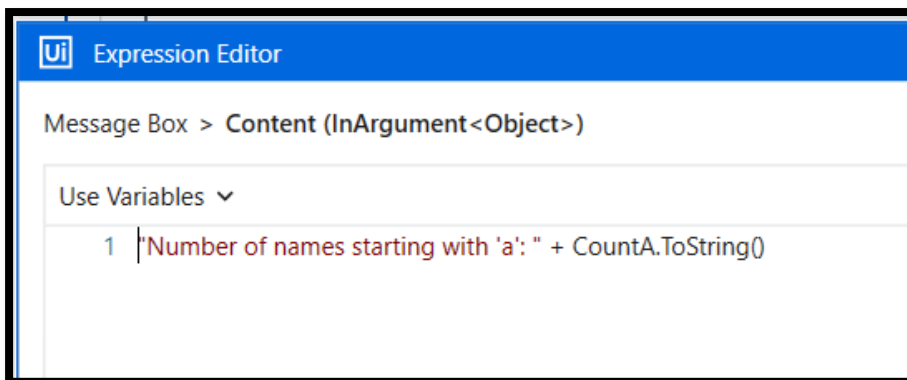 Ui Expression Editor
Message Box > Content (InArgument<Object>)
Use Variables
1 "Number of names starting with 'a': " + CountA.ToString()